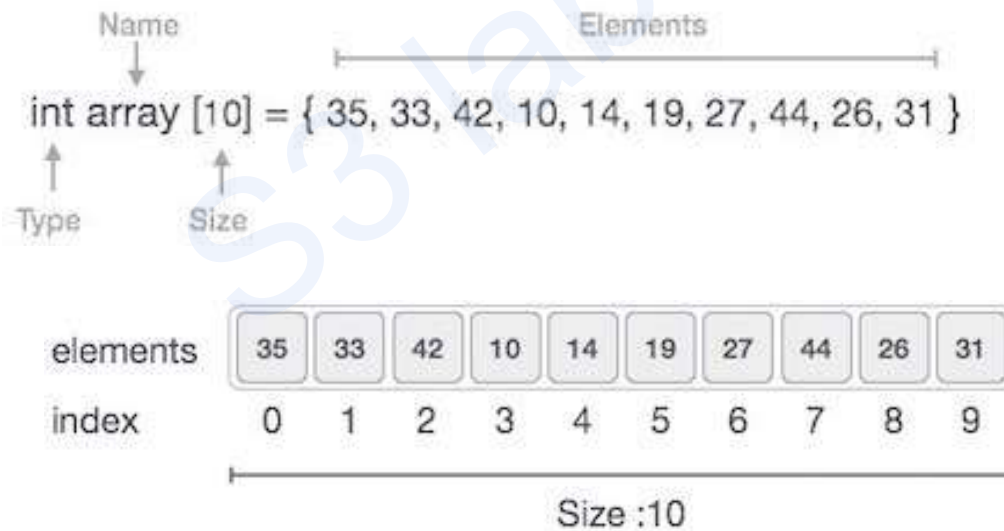 Name Elements
int array [10] = { 35, 33, 42, 10, 14, 19, 27, 44, 26, 31 }
Type Size
elements 35 33 42 10 14 19 27 44 26 31
index 0 1 2 3 4 5 6 7 8 9
Size :10
S3 lab